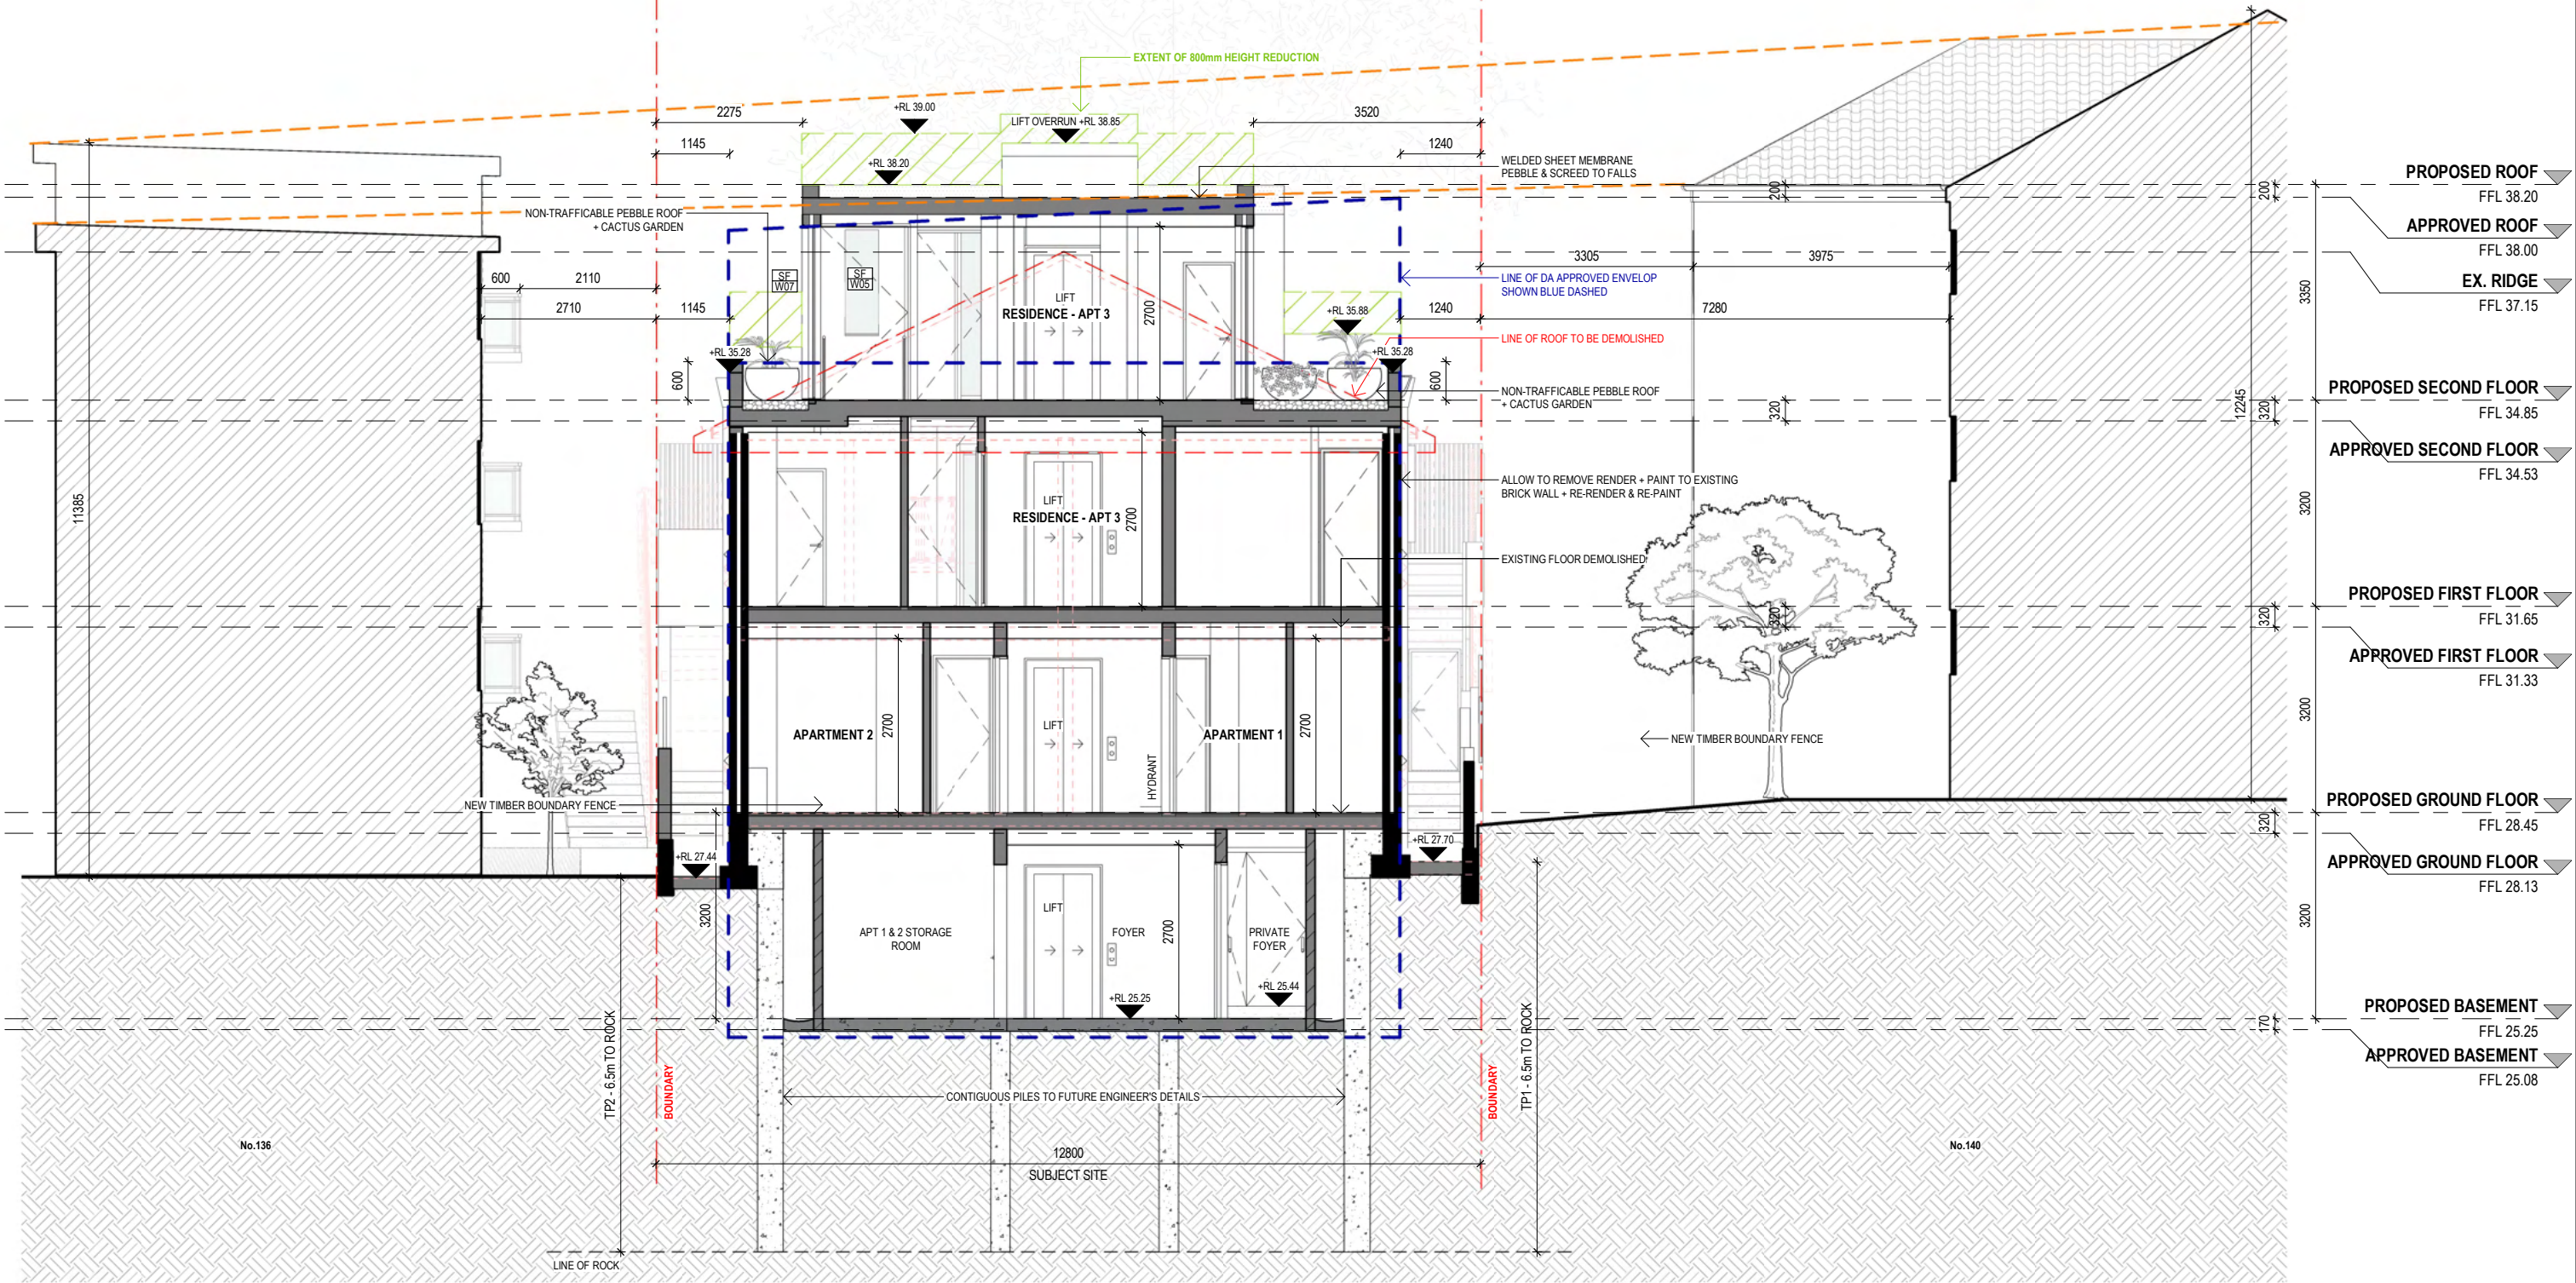 EXTENT OF 800mm HEIGHT REDUCTION
+RL 39.00
2275
LIFT OVERRUN +RL 38.85
3520
1145
1240
+RL 38.20
WELDED SHEET MEMBRANE
PEBBLE & SCREED TO FALLS
200
200
PROPOSED ROOF
FFL 38.20
NON-TRAFFICABLE PEBBLE ROOF
+ CACTUS GARDEN
APPROVED ROOF
FFL 38.00
3305
3975
600
2110
SF
W07
SF
W05
LINE OF DA APPROVED ENVELOP
SHOWN BLUE DASHED
EX. RIDGE
FFL 37.15
3350
LIFT
RESIDENCE - APT 3
2700
2710
1145
1240
7280
+RL 35.88
LINE OF ROOF TO BE DEMOLISHED
+RL 35.28
+RL 35.28
600
600
NON-TRAFFICABLE PEBBLE ROOF
+ CACTUS GARDEN
PROPOSED SECOND FLOOR
FFL 34.85
12245
320
320
APPROVED SECOND FLOOR
FFL 34.53
11385
ALLOW TO REMOVE RENDER + PAINT TO EXISTING
BRICK WALL + RE-RENDER & RE-PAINT
LIFT
RESIDENCE - APT 3
2700
3200
EXISTING FLOOR DEMOLISHED
PROPOSED FIRST FLOOR
FFL 31.65
320
320
APPROVED FIRST FLOOR
FFL 31.33
APARTMENT 2
2700
LIFT
APARTMENT 1
2700
3200
NEW TIMBER BOUNDARY FENCE
HYDRANT
NEW TIMBER BOUNDARY FENCE
PROPOSED GROUND FLOOR
FFL 28.45
320
+RL 27.44
+RL 27.70
APPROVED GROUND FLOOR
FFL 28.13
3200
LIFT
APT 1 & 2 STORAGE
ROOM
FOYER
2700
PRIVATE
FOYER
3200
+RL 25.25
+RL 25.44
PROPOSED BASEMENT
FFL 25.25
170
APPROVED BASEMENT
FFL 25.08
TP2 - 6.5m TO ROCK
BOUNDARY
CONTIGUOUS PILES TO FUTURE ENGINEER'S DETAILS
BOUNDARY
TP1 - 6.5m TO ROCK
No.136
No.140
12800
SUBJECT SITE
LINE OF ROCK